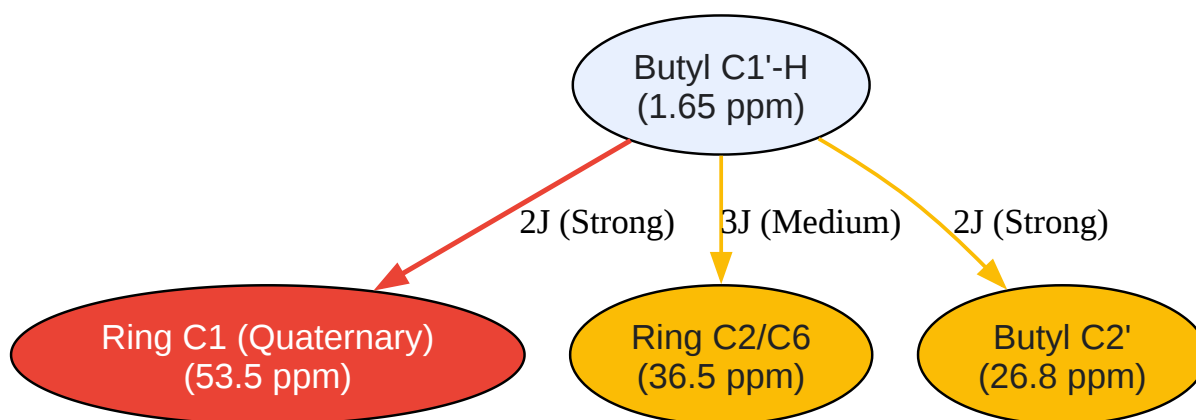 Butyl C1'-H
(1.65 ppm)
2J (Strong)
3J (Medium)
2J (Strong)
Ring C1 (Quaternary)
(53.5 ppm)
Ring C2/C6
(36.5 ppm)
Butyl C2'
(26.8 ppm)